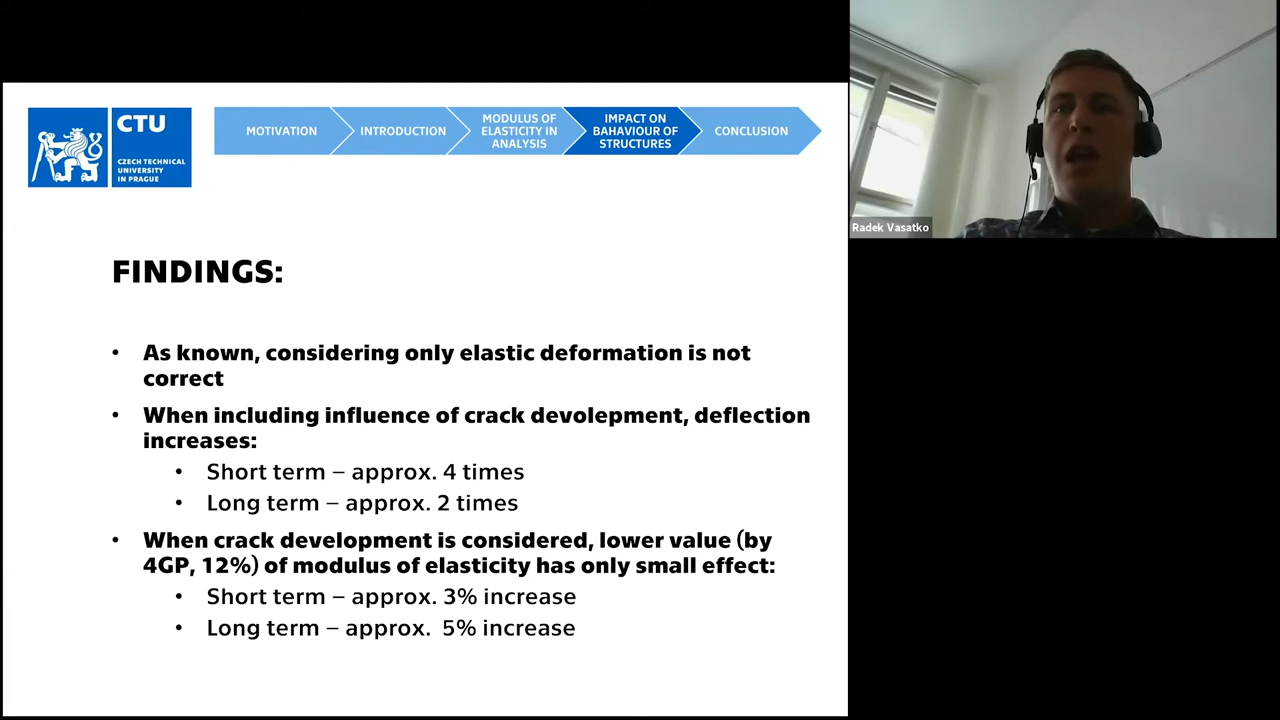 CTU
CZECH TECHNICAL
UNIVERSITY
IN PRAGUE
MOTIVATION
INTRODUCTION
MODULUS OF
ELASTICITY IN
ANALYSIS
IMPACT ON
BAHAVIOUR OF
STRUCTURES
CONCLUSION
Radek Vasatko
FINDINGS:
• As known, considering only elastic deformation is not
correct
• When including influence of crack devolepment, deflection
increases:
• Short term – approx. 4 times
• Long term – approx. 2 times
• When crack development is considered, lower value (by
4GP, 12%) of modulus of elasticity has only small effect:
• Short term – approx. 3% increase
• Long term – approx.  5% increase